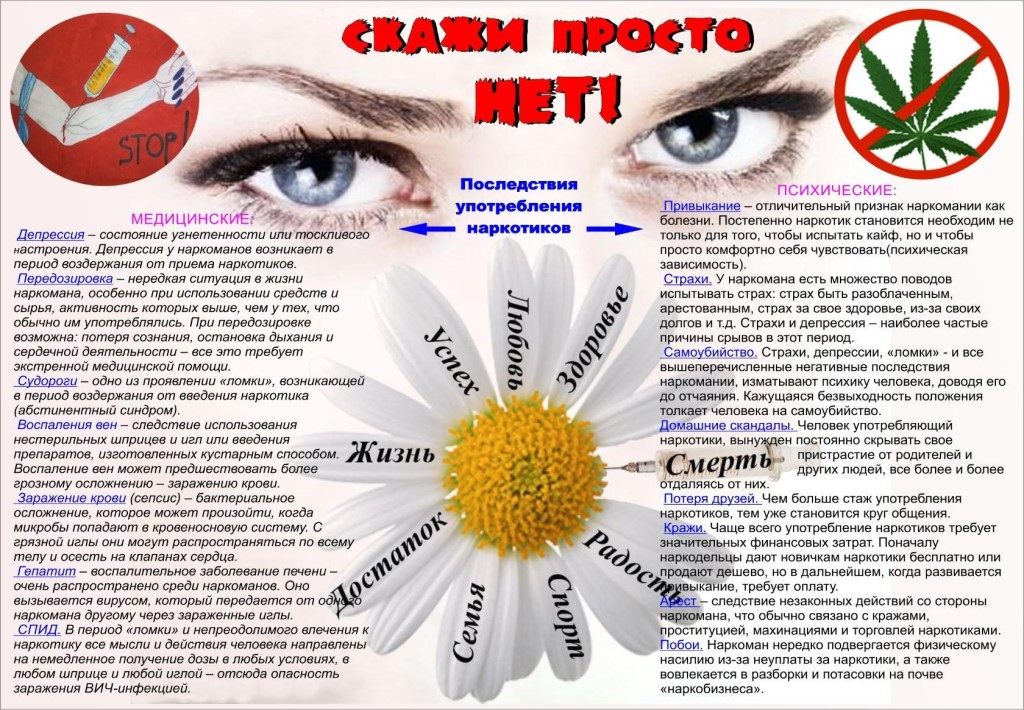 СКАЖИ ПРОСТО
НЕТ!
STOP!
Последствия
употребления
наркотиков
МЕДИЦИНСКИЕ:
Депрессия – состояние угнетенности или тоскливого
настроения. Депрессия у наркоманов возникает в
период воздержания от приема наркотиков.
Передозировка – нередкая ситуация в жизни
наркомана, особенно при использовании средств и
сырья, активность которых выше, чем у тех, что
обычно им употреблялись. При передозировке
возможна: потеря сознания, остановка дыхания и
сердечной деятельности – все это требует
экстренной медицинской помощи.
Судороги – одно из проявлении «ломки», возникающей
в период воздержания от введения наркотика
(абстинентный синдром).
Воспаления вен – следствие использования
нестерильных шприцев и игл или введения
препаратов, изготовленных кустарным способом.
Воспаление вен может предшествовать более
грозному осложнению – заражению крови.
Заражение крови (сепсис) – бактериальное
осложнение, которое может произойти, когда
микробы попадают в кровеносную систему. С
грязной иглы они могут распространяться по всему
телу и осесть на клапанах сердца.
Гепатит – воспалительное заболевание печени –
очень распространено среди наркоманов. Оно
вызывается вирусом, который передается от одного
наркомана другому через зараженные иглы.
СПИД. В период «ломки» и непреодолимого влечения к
наркотику все мысли и действия человека направлены
на немедленное получение дозы в любых условиях, в
любом шприце и любой иглой – отсюда опасность
заражения ВИЧ-инфекцией.
Успех
Любовь
Здоровье
Жизнь
Смерть
Достаток
Семья
Спорт
Радость
ПСИХИЧЕСКИЕ:
Привыкание – отличительный признак наркомании как
болезни. Постепенно наркотик становится необходим не
только для того, чтобы испытать кайф, но и чтобы
просто комфортно себя чувствовать(психическая
зависимость).
Страхи. У наркомана есть множество поводов
испытывать страх: страх быть разоблаченным,
арестованным, страх за свое здоровье, из-за своих
долгов и т.д. Страхи и депрессия – наиболее частые
причины срывов в этот период.
Самоубийство. Страхи, депрессии, «ломки» - и все
вышеперечисленные негативные последствия
наркомании, изматывают психику человека, доводя его
до отчаяния. Кажущаяся безвыходность положения
толкает человека на самоубийство.
Домашние скандалы. Человек употребляющий
наркотики, вынужден постоянно скрывать свое
пристрастие от родителей и
других людей, все более и более
отдаляясь от них.
Потеря друзей. Чем больше стаж употребления
наркотиков, тем уже становится круг общения.
Кражи. Чаще всего употребление наркотиков требует
значительных финансовых затрат. Поначалу
наркодельцы дают новичкам наркотики бесплатно или
продают дешево, но в дальнейшем, когда развивается
привыкание, требует оплату.
Арест – следствие незаконных действий со стороны
наркомана, что обычно связано с кражами,
проституцией, махинациями и торговлей наркотиками.
Побои. Наркоман нередко подвергается физическому
насилию из-за неуплаты за наркотики, а также
вовлекается в разборки и потасовки на почве
«наркобизнеса».